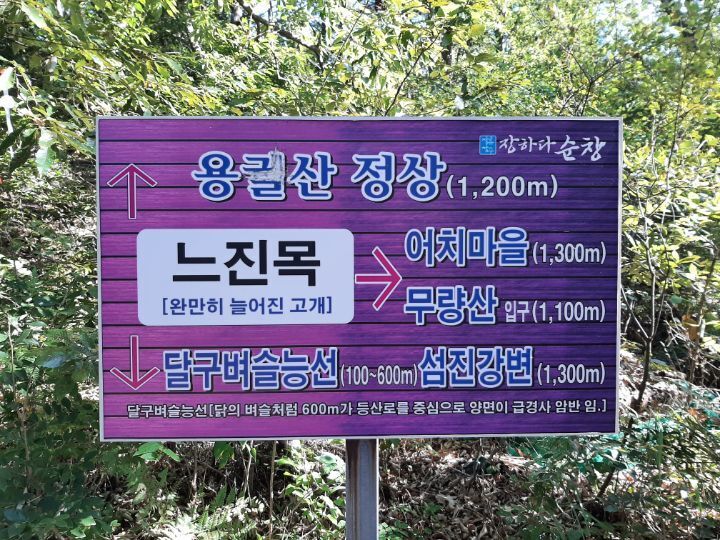 장하다 순창
용궐산 정상 (1,200m)
느진목
[완만히 늘어진 고개]
어치마을 (1,300m)
무량산 입구 (1,100m)
달구벼슬능선 (100~600m) 섬진강변 (1,300m)
달구벼슬능선[닭의 벼슬처럼 600m가 등산로를 중심으로 양면이 급경사 암반 임.]